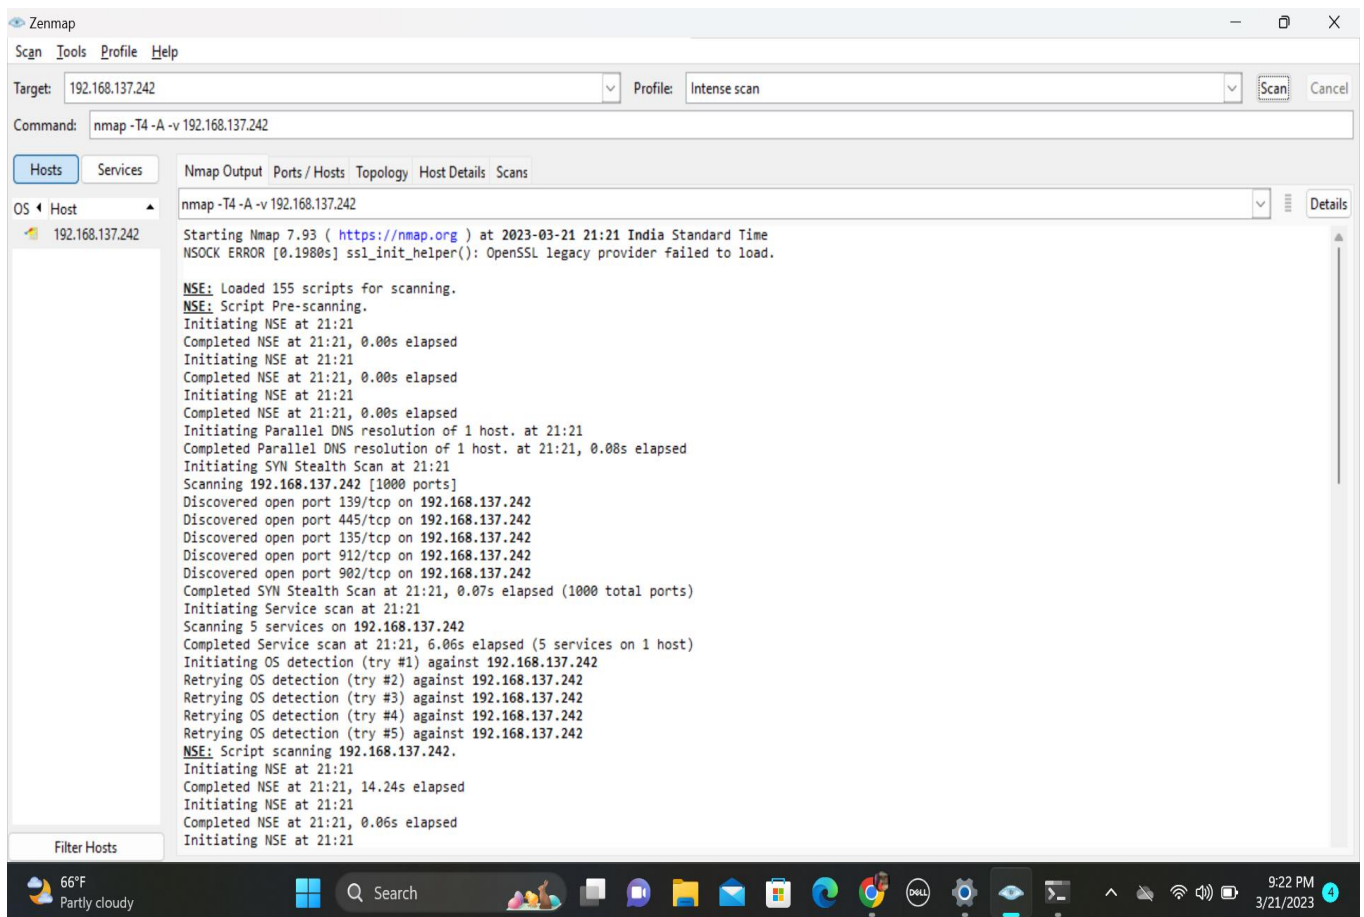 Zenmap
Scan Tools Profile Help
Target: 192.168.137.242 Profile: Intense scan Scan Cancel
Command: nmap -T4 -A -v 192.168.137.242
Hosts Services Nmap Output Ports / Hosts Topology Host Details Scans
OS Host nmap -T4 -A -v 192.168.137.242 Details
192.168.137.242
Starting Nmap 7.93 ( https://nmap.org ) at 2023-03-21 21:21 India Standard Time
NSOCK ERROR [0.1980s] ssl_init_helper(): OpenSSL legacy provider failed to load.
NSE: Loaded 155 scripts for scanning.
NSE: Script Pre-scanning.
Initiating NSE at 21:21
Completed NSE at 21:21, 0.00s elapsed
Initiating NSE at 21:21
Completed NSE at 21:21, 0.00s elapsed
Initiating NSE at 21:21
Completed NSE at 21:21, 0.00s elapsed
Initiating Parallel DNS resolution of 1 host. at 21:21
Completed Parallel DNS resolution of 1 host. at 21:21, 0.08s elapsed
Initiating SYN Stealth Scan at 21:21
Scanning 192.168.137.242 [1000 ports]
Discovered open port 139/tcp on 192.168.137.242
Discovered open port 445/tcp on 192.168.137.242
Discovered open port 135/tcp on 192.168.137.242
Discovered open port 912/tcp on 192.168.137.242
Discovered open port 902/tcp on 192.168.137.242
Completed SYN Stealth Scan at 21:21, 0.07s elapsed (1000 total ports)
Initiating Service scan at 21:21
Scanning 5 services on 192.168.137.242
Completed Service scan at 21:21, 6.06s elapsed (5 services on 1 host)
Initiating OS detection (try #1) against 192.168.137.242
Retrying OS detection (try #2) against 192.168.137.242
Retrying OS detection (try #3) against 192.168.137.242
Retrying OS detection (try #4) against 192.168.137.242
Retrying OS detection (try #5) against 192.168.137.242
NSE: Script scanning 192.168.137.242.
Initiating NSE at 21:21
Completed NSE at 21:21, 14.24s elapsed
Initiating NSE at 21:21
Completed NSE at 21:21, 0.06s elapsed
Initiating NSE at 21:21
Filter Hosts
66°F
Partly cloudy
Search
DELL
9:22 PM
3/21/2023
4